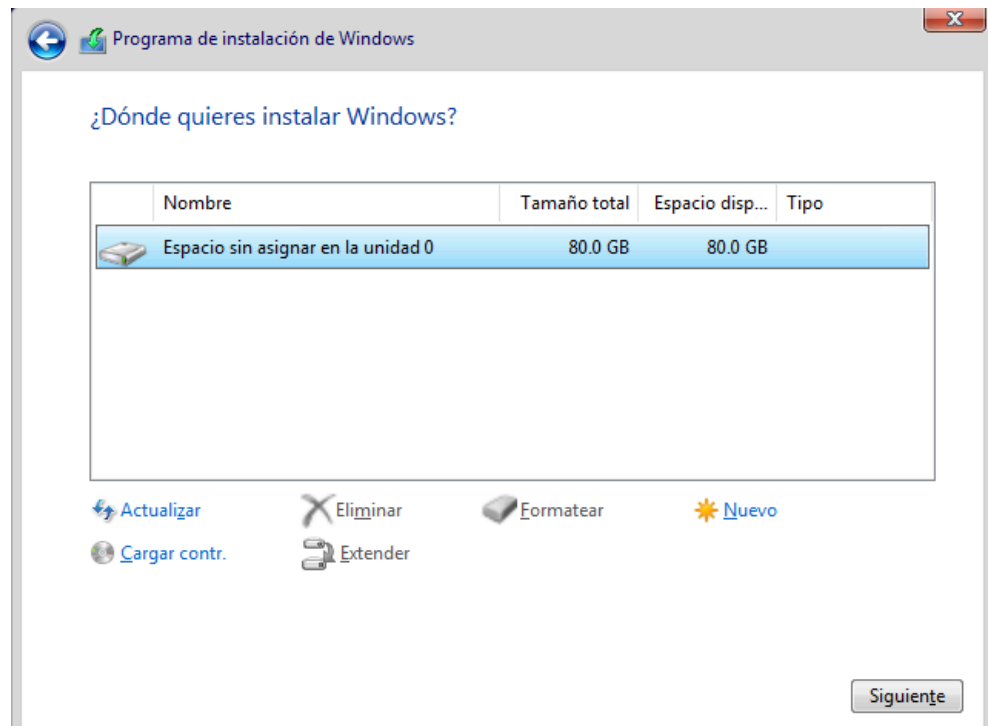 Programa de instalación de Windows
¿Dónde quieres instalar Windows?
Nombre Tamaño total Espacio disp... Tipo
Espacio sin asignar en la unidad 0 80.0 GB 80.0 GB
Actualizar Eliminar Formatear Nuevo
Cargar contr. Extender
Siguiente